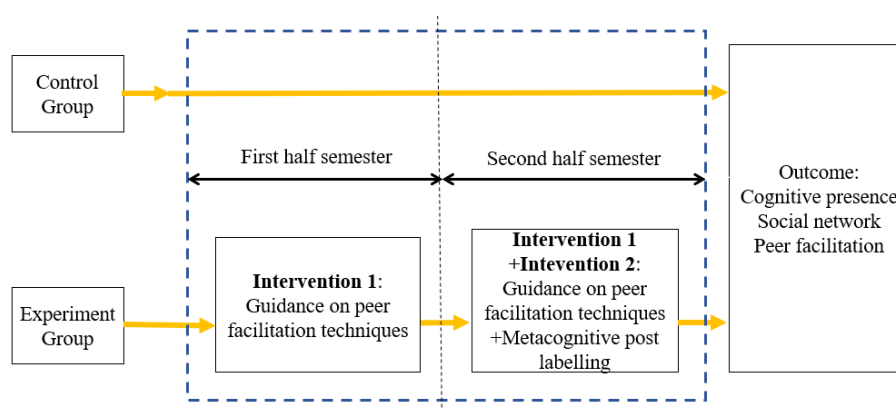 Control
Group
First half semester
Second half semester
Outcome:
Cognitive presence
Social network
Peer facilitation
Experiment
Group
Intervention 1:
Guidance on peer
facilitation techniques
Intervention 1
+Intevention 2:
Guidance on peer
facilitation techniques
+Metacognitive post
labelling